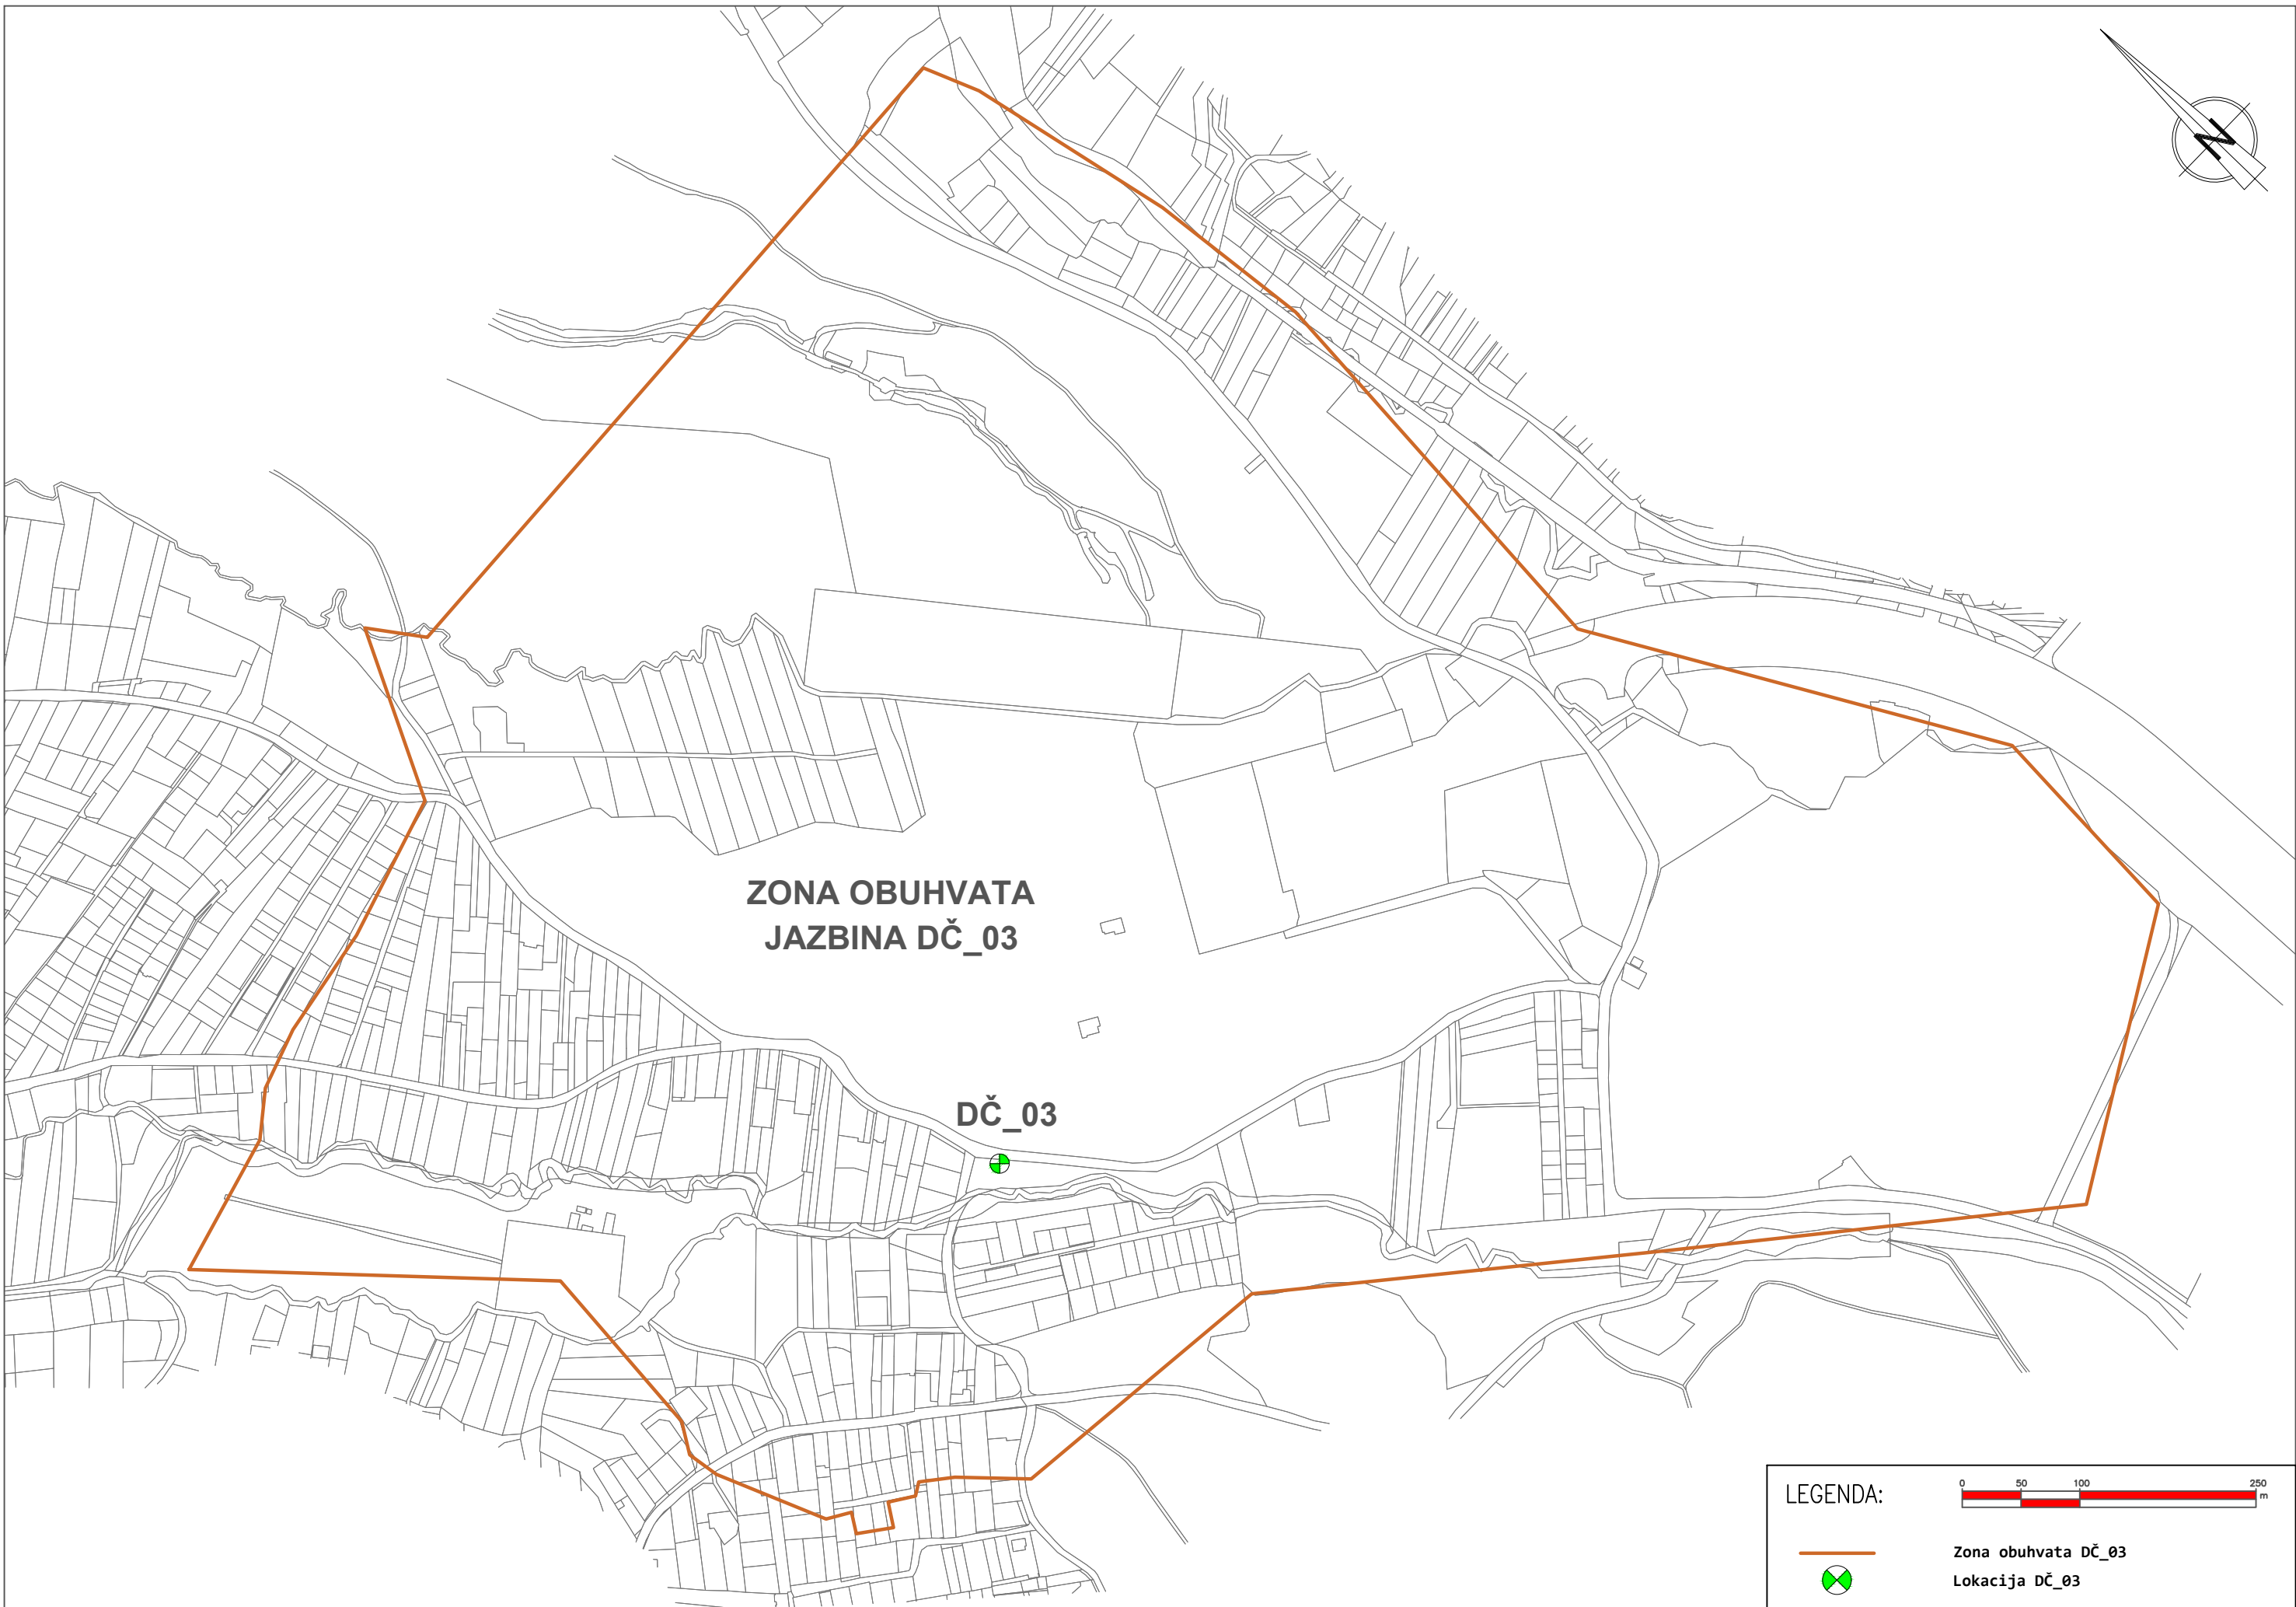 N
ZONA OBUHVATA
JAZBINA DČ_03
DČ_03
LEGENDA:
0 50 100 250
m
Zona obuhvata DČ_03
Lokacija DČ_03